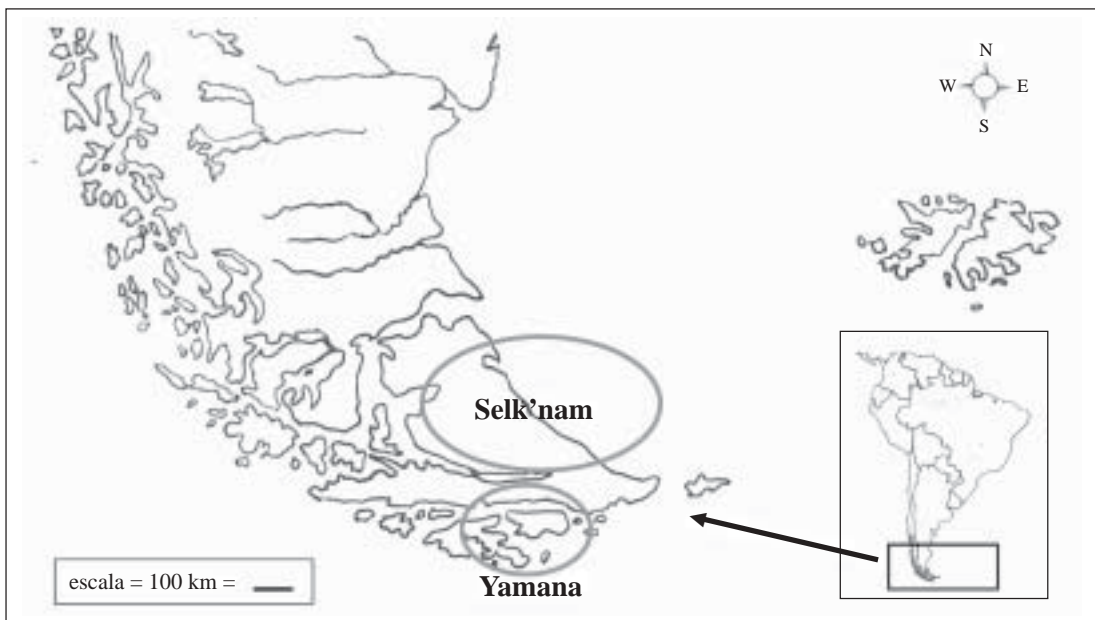 N
W E
S
Selk’nam
Yamana
escala = 100 km =